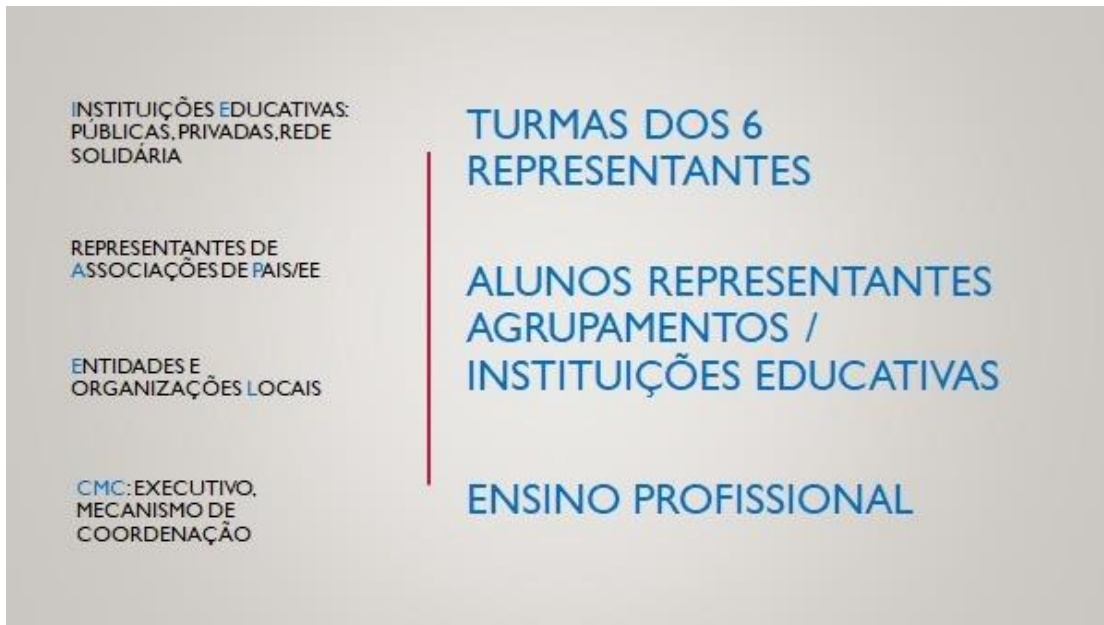 INSTITUIÇÕES EDUCATIVAS:
PÚBLICAS, PRIVADAS, REDE
SOLIDÁRIA
REPRESENTANTES DE
ASSOCIAÇÕES DE PAIS/EE
ENTIDADES E
ORGANIZAÇÕES LOCAIS
CMC: EXECUTIVO,
MECANISMO DE
COORDENAÇÃO
TURMAS DOS 6
REPRESENTANTES
ALUNOS REPRESENTANTES
AGRUPAMENTOS /
INSTITUIÇÕES EDUCATIVAS
ENSINO PROFISSIONAL